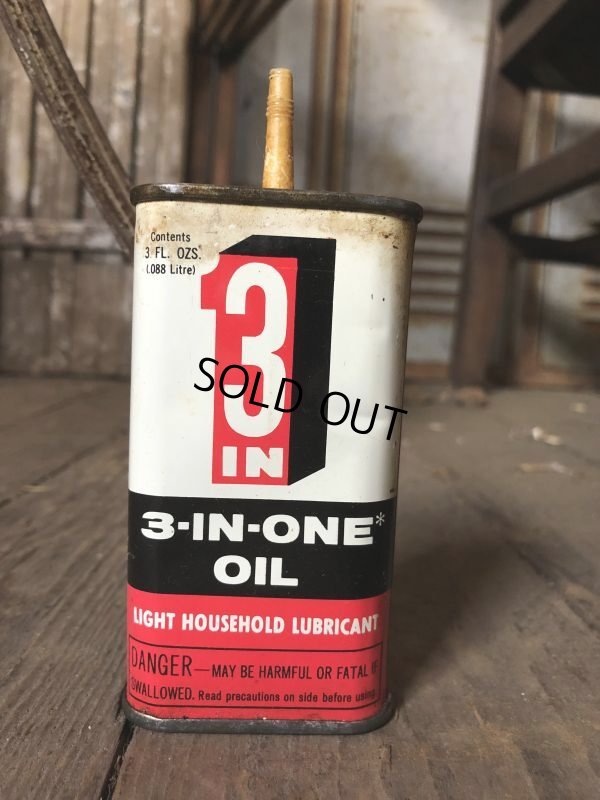 Contents
3 FL. OZS.
(.088 Litre)
3
IN
SOLD OUT
3-IN-ONE*
OIL
LIGHT HOUSEHOLD LUBRICANT
DANGER—MAY BE HARMFUL OR FATAL IF
SWALLOWED. Read precautions on side before using.